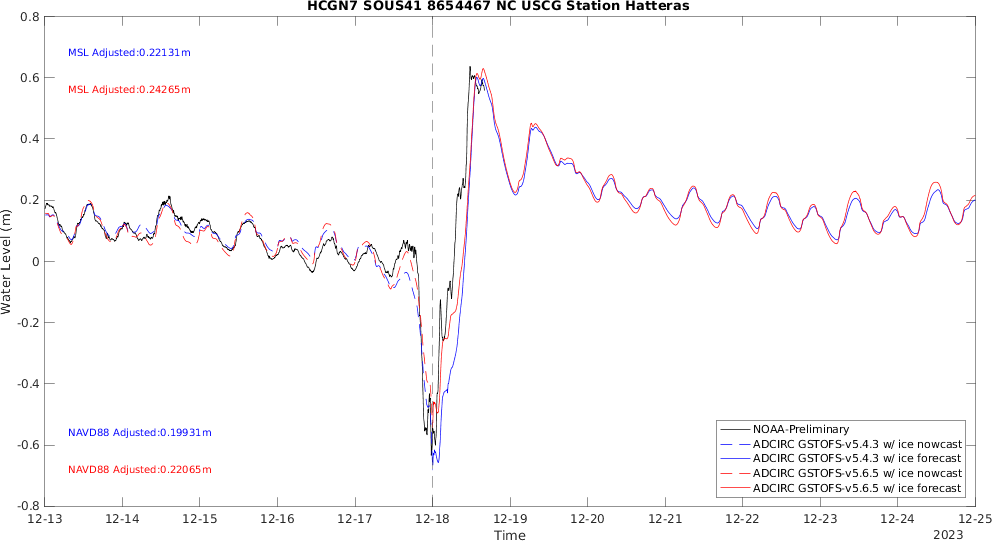 HCGN7 SOUS41 8654467 NC USCG Station Hatteras
0.8
0.6
0.4
0.2
0
-0.2
-0.4
-0.6
-0.8
Water Level (m)
MSL Adjusted:0.22131m
MSL Adjusted:0.24265m
NAVD88 Adjusted:0.19931m
NAVD88 Adjusted:0.22065m
NOAA-Preliminary
ADCIRC GSTOFS-v5.4.3 w/ ice nowcast
ADCIRC GSTOFS-v5.4.3 w/ ice forecast
ADCIRC GSTOFS-v5.6.5 w/ ice nowcast
ADCIRC GSTOFS-v5.6.5 w/ ice forecast
12-13 12-14 12-15 12-16 12-17 12-18 12-19 12-20 12-21 12-22 12-23 12-24 12-25
Time
2023